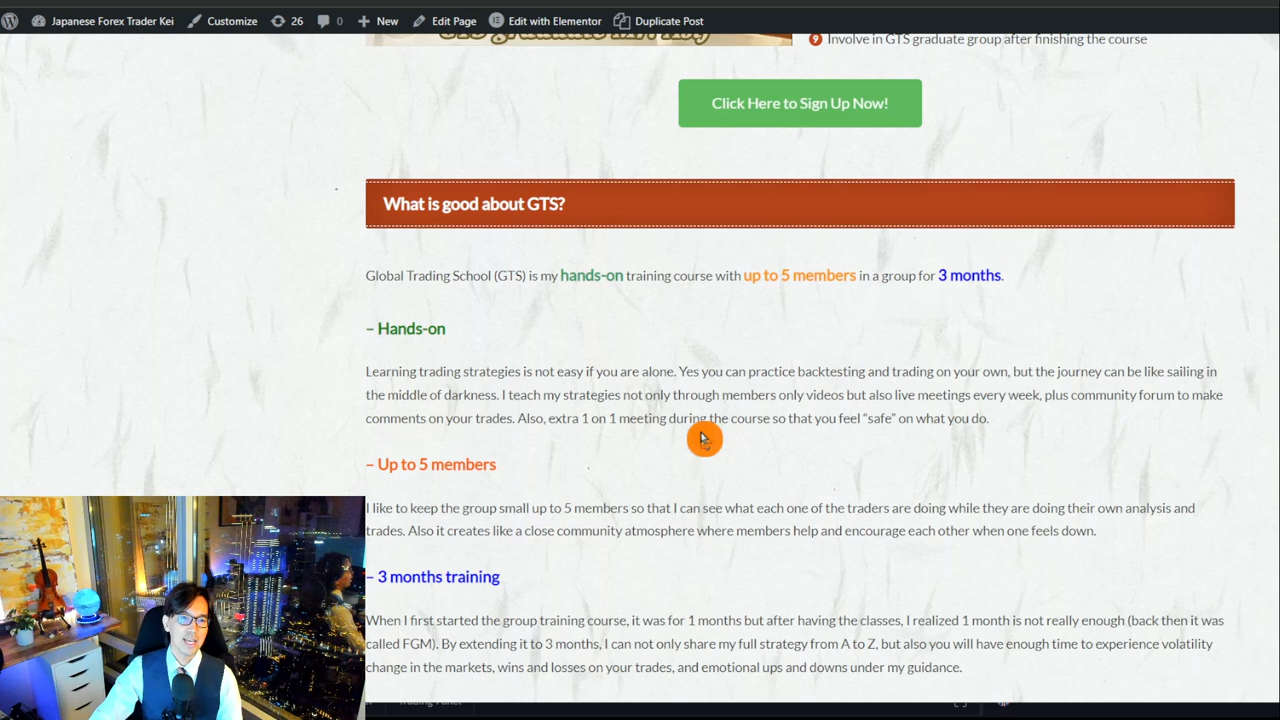 Japanese Forex Trader Kei Customize 26 0 New Edit Page Edit with Elementor Duplicate Post
9 Involve in GTS graduate group after finishing the course
Click Here to Sign Up Now!
What is good about GTS?
Global Trading School (GTS) is my hands-on training course with up to 5 members in a group for 3 months.
– Hands-on
Learning trading strategies is not easy if you are alone. Yes you can practice backtesting and trading on your own, but the journey can be like sailing in
the middle of darkness. I teach my strategies not only through members only videos but also live meetings every week, plus community forum to make
comments on your trades. Also, extra 1 on 1 meeting during the course so that you feel “safe” on what you do.
– Up to 5 members
I like to keep the group small up to 5 members so that I can see what each one of the traders are doing while they are doing their own analysis and
trades. Also it creates like a close community atmosphere where members help and encourage each other when one feels down.
– 3 months training
When I first started the group training course, it was for 1 months but after having the classes, I realized 1 month is not really enough (back then it was
called FGM). By extending it to 3 months, I can not only share my full strategy from A to Z, but also you will have enough time to experience volatility
change in the markets, wins and losses on your trades, and emotional ups and downs under my guidance.